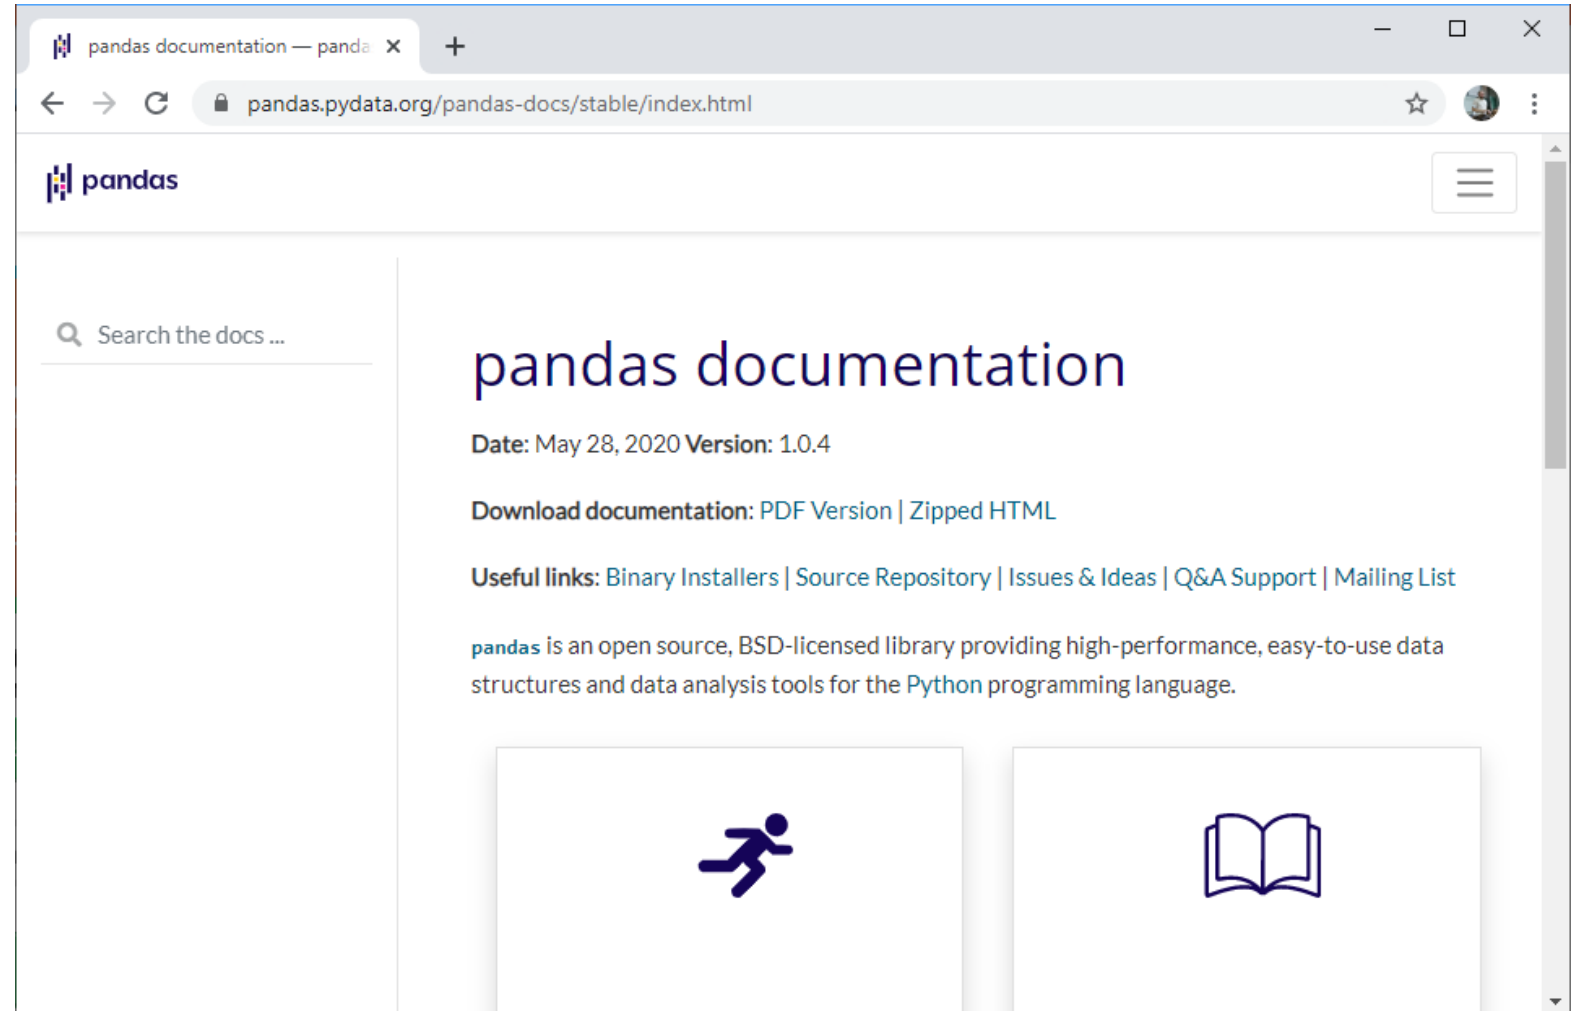 pandas documentation — panda
pandas.pydata.org/pandas-docs/stable/index.html
pandas
Search the docs ...
pandas documentation
Date: May 28, 2020 Version: 1.0.4
Download documentation: PDF Version | Zipped HTML
Useful links: Binary Installers | Source Repository | Issues & Ideas | Q&A Support | Mailing List
pandas is an open source, BSD-licensed library providing high-performance, easy-to-use data
structures and data analysis tools for the Python programming language.